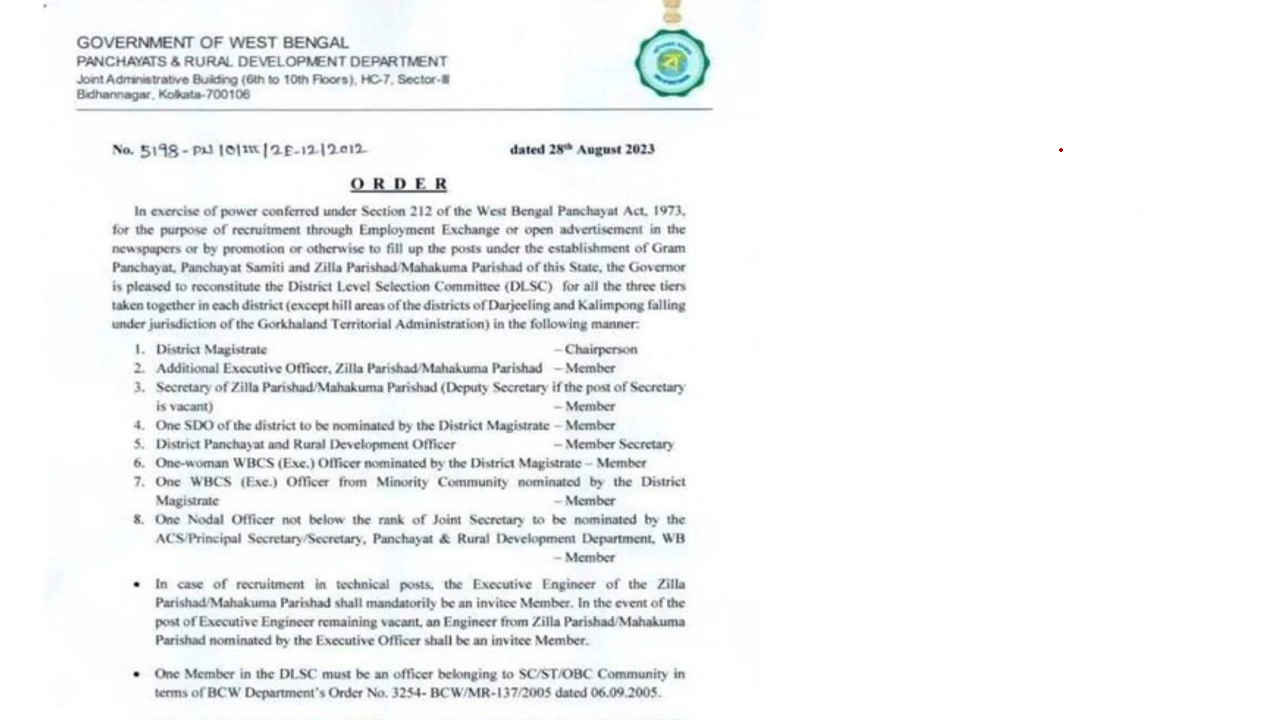 GOVERNMENT OF WEST BENGAL
PANCHAYATS & RURAL DEVELOPMENT DEPARTMENT
Joint Administrative Building (6th to 10th Floors), HC-7, Sector-III
Bidhannagar, Kolkata-700106
No. 5198-PN/O/III/2E-12/2012
dated 28th August 2023
O R D E R
In exercise of power conferred under Section 212 of the West Bengal Panchayat Act, 1973,
for the purpose of recruitment through Employment Exchange or open advertisement in the
newspapers or by promotion or otherwise to fill up the posts under the establishment of Gram
Panchayat, Panchayat Samiti and Zilla Parishad/Mahakuma Parishad of this State, the Governor
is pleased to reconstitute the District Level Selection Committee (DLSC) for all the three tiers
taken together in each district (except hill areas of the districts of Darjeeling and Kalimpong falling
under jurisdiction of the Gorkhaland Territorial Administration) in the following manner:
1. District Magistrate – Chairperson
2. Additional Executive Officer, Zilla Parishad/Mahakuma Parishad – Member
3. Secretary of Zilla Parishad/Mahakuma Parishad (Deputy Secretary if the post of Secretary
is vacant) – Member
4. One SDO of the district to be nominated by the District Magistrate – Member
5. District Panchayat and Rural Development Officer – Member Secretary
6. One-woman WBCS (Exe.) Officer nominated by the District Magistrate – Member
7. One WBCS (Exe.) Officer from Minority Community nominated by the District
Magistrate – Member
8. One Nodal Officer not below the rank of Joint Secretary to be nominated by the
ACS/Principal Secretary/Secretary, Panchayat & Rural Development Department, WB
– Member
• In case of recruitment in technical posts, the Executive Engineer of the Zilla
Parishad/Mahakuma Parishad shall mandatorily be an invitee Member. In the event of the
post of Executive Engineer remaining vacant, an Engineer from Zilla Parishad/Mahakuma
Parishad nominated by the Executive Officer shall be an invitee Member.
• One Member in the DLSC must be an officer belonging to SC/ST/OBC Community in
terms of BCW Department's Order No. 3254- BCW/MR-137/2005 dated 06.09.2005.